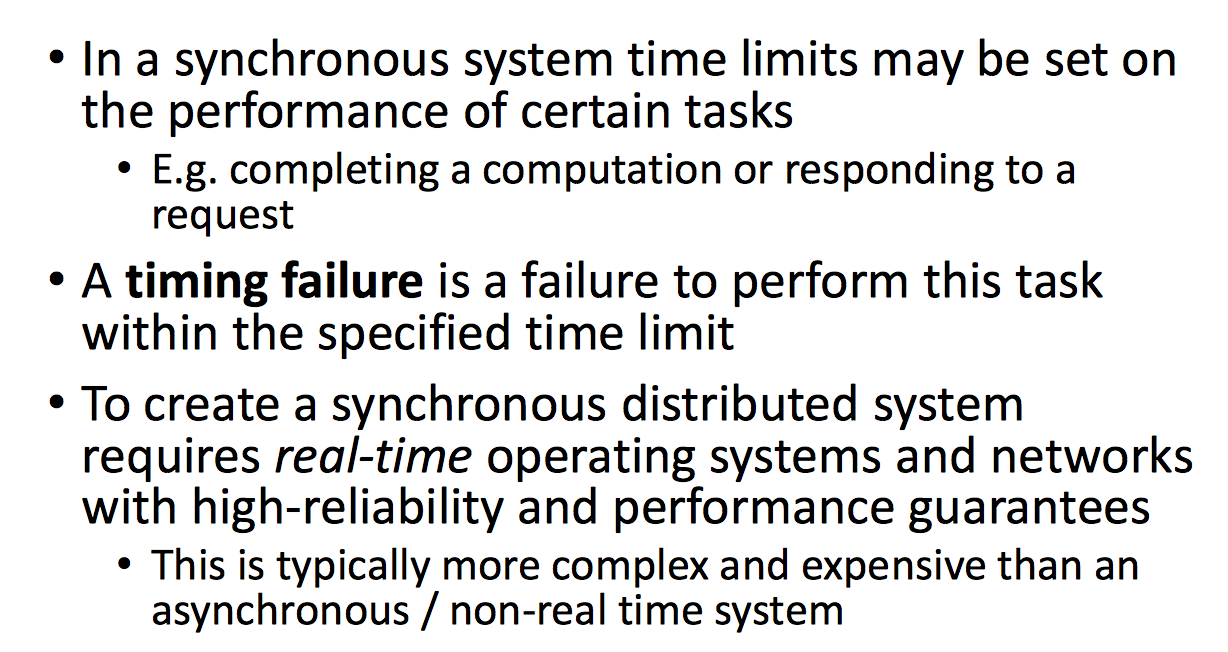 • In a synchronous system time limits may be set on
the performance of certain tasks
• E.g. completing a computation or responding to a
request
• A timing failure is a failure to perform this task
within the specified time limit
• To create a synchronous distributed system
requires real-time operating systems and networks
with high-reliability and performance guarantees
• This is typically more complex and expensive than an
asynchronous / non-real time system